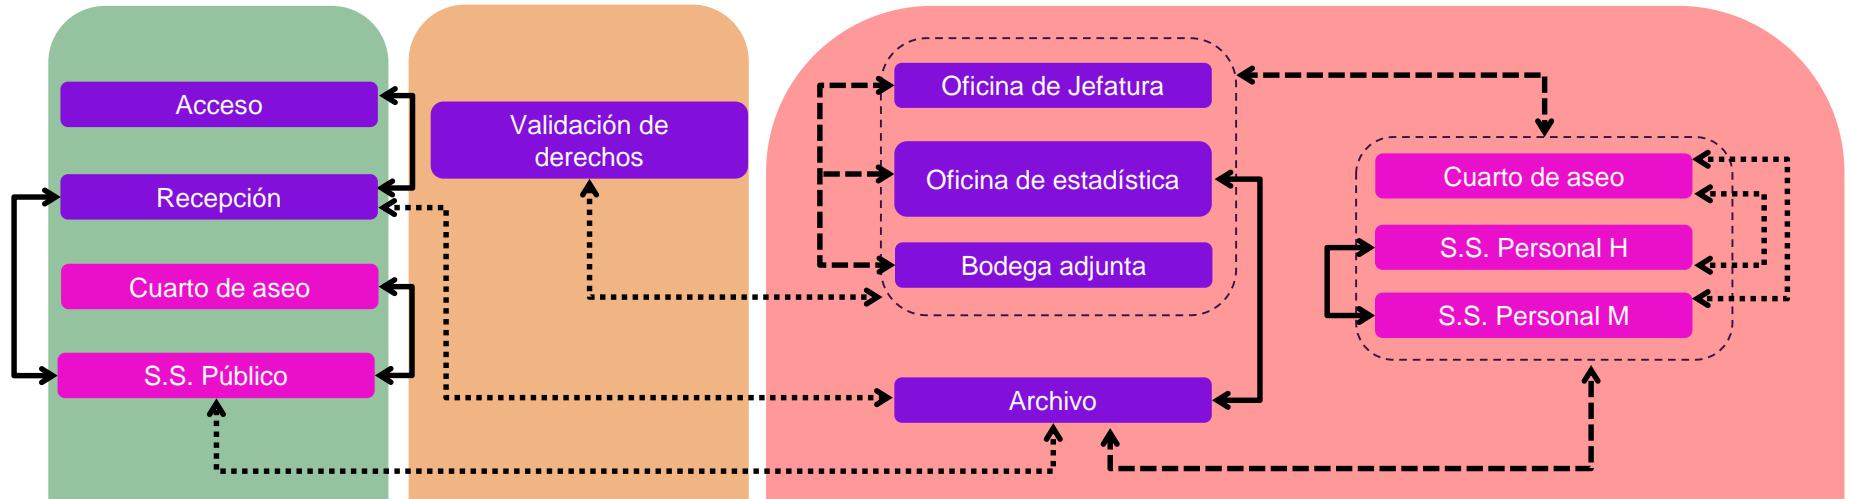 Acceso
Recepción
Cuarto de aseo
S.S. Público
Validación de
derechos
Oficina de Jefatura
Oficina de estadística
Bodega adjunta
Archivo
Cuarto de aseo
S.S. Personal H
S.S. Personal M